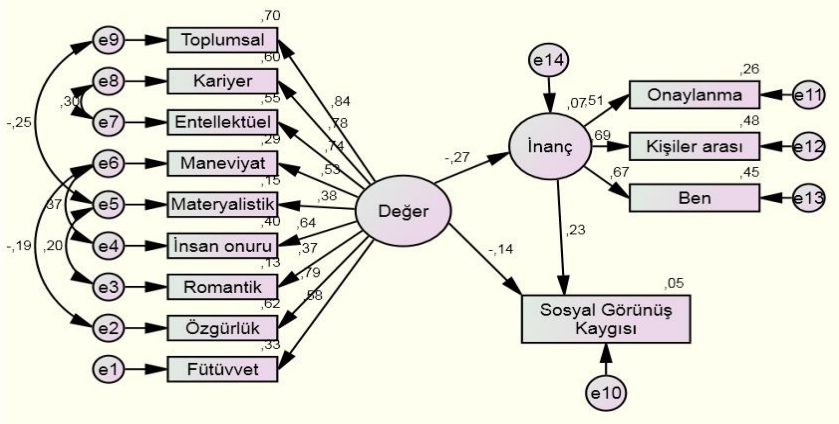 ,70
e9
Toplumsal
,60
e8
Kariyer
,84
,30
,55
,78
-,25
e7
Entellektüel
,74
,29
e6
Maneviyat
,53
,15
,37
e5
Materyalistik
,38
,40
-,19
,20
e4
İnsan onuru
,64
,13
,37
e3
Romantik
,79
,62
e2
Özgürlük
,58
,33
e1
Fütüvvet
Değer
-,27
-,14
e14
,07
İnanç
,51
,26
Onaylanma
e11
,69
,48
Kişiler arası
e12
,67
,45
Ben
e13
,23
,05
Sosyal Görünüş
Kaygısı
e10